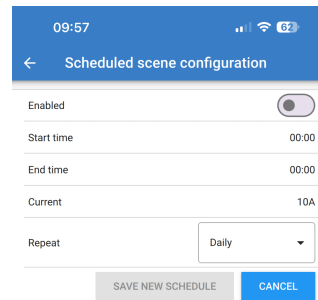 09:57
62
Scheduled scene configuration
Enabled
Start time 00:00
End time 00:00
Current 10A
Repeat Daily
SAVE NEW SCHEDULE CANCEL